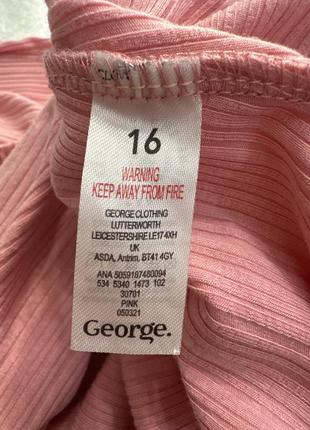 16
WARNING
KEEP AWAY FROM FIRE
GEORGE CLOTHING
LUTTERWORTH
LEICESTERSHIRE LE17 4XH
UK
ASDA, Antrim, BT41 4GY
ANA 5059187480094
534 5340 1473 102
30701
PINK
050321
George.